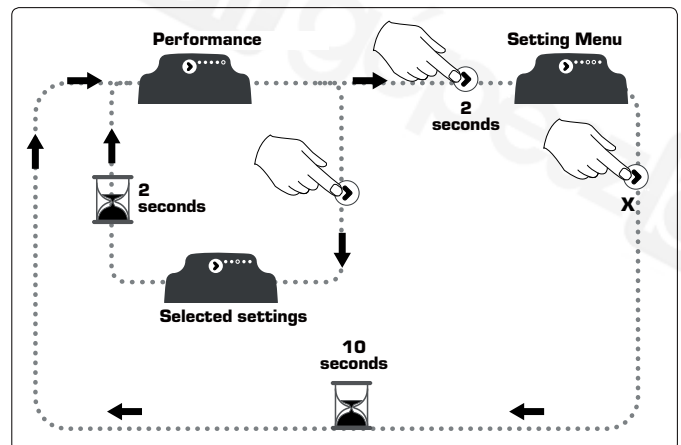 Performance
Setting Menu
2
seconds
2
seconds
X
Selected settings
10
seconds